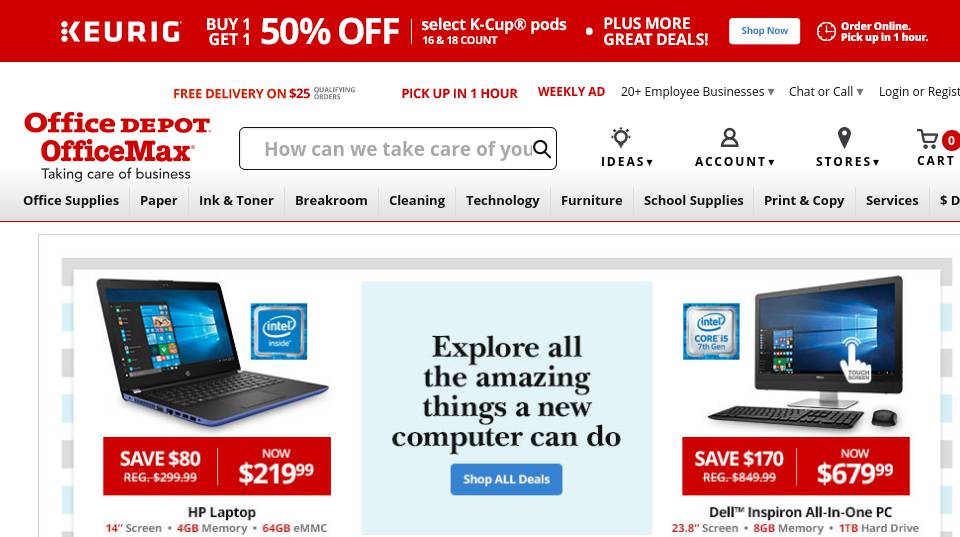 KEURIG
BUY 1
GET 1
50% OFF
select K-Cup® pods
16 & 18 COUNT
• PLUS MORE
GREAT DEALS!
Shop Now
Order Online.
Pick up in 1 hour.
FREE DELIVERY ON $25 QUALIFYING
ORDERS
PICK UP IN 1 HOUR
WEEKLY AD
20+ Employee Businesses ▼
Chat or Call ▼
Login or Regist
Office DEPOT
OfficeMax®
Taking care of business
How can we take care of you
IDEAS▼
ACCOUNT▼
STORES▼
0
CART
Office Supplies
Paper
Ink & Toner
Breakroom
Cleaning
Technology
Furniture
School Supplies
Print & Copy
Services
$ D
intel
inside®
Explore all
the amazing
things a new
computer can do
Shop ALL Deals
intel
CORE i5
7th Gen
TOUCH
SCREEN
SAVE $80
REG. $299.99
NOW
$219.99
HP Laptop
14" Screen • 4GB Memory • 64GB eMMC
SAVE $170
REG. $849.99
NOW
$679.99
Dell™ Inspiron All-In-One PC
23.8" Screen • 8GB Memory • 1TB Hard Drive